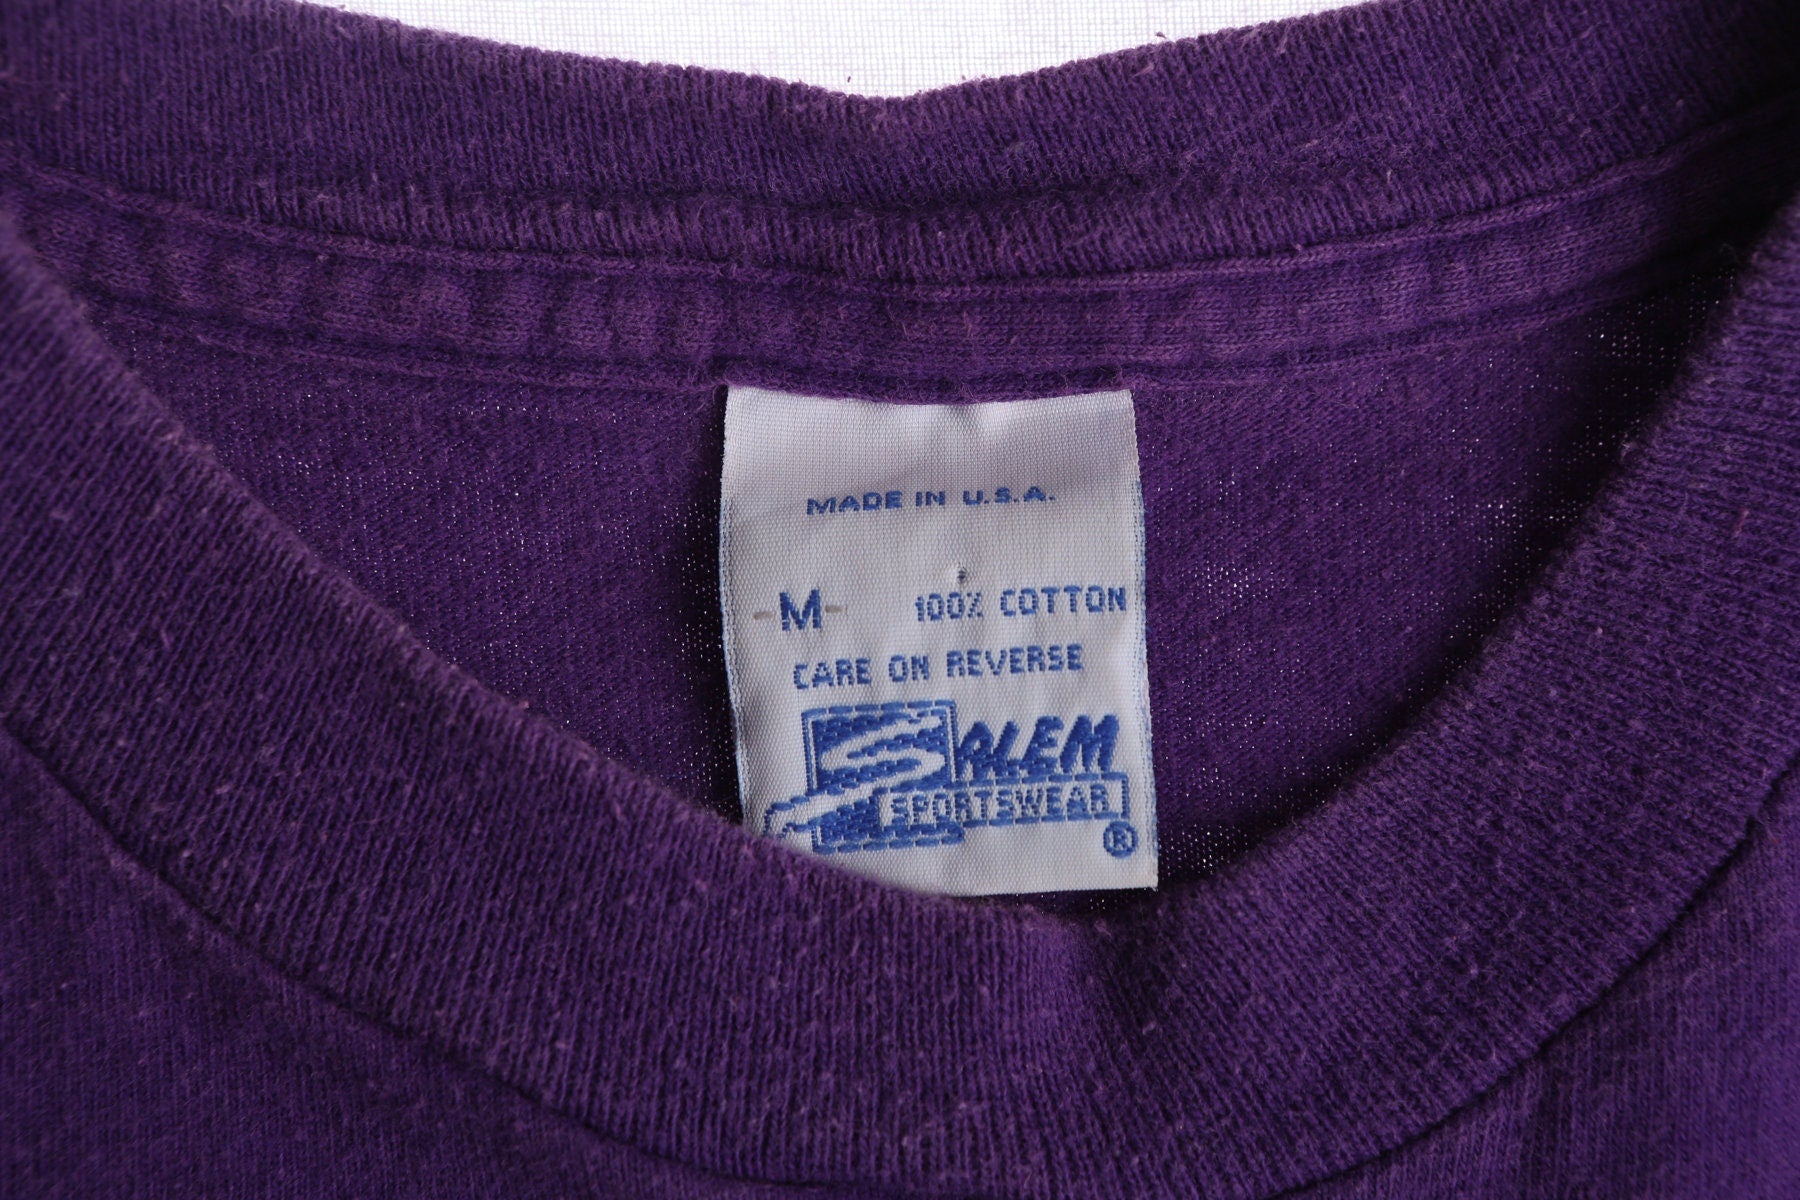 MADE IN U.S.A.
-M- 100% COTTON
CARE ON REVERSE
SALEM
SPORTSWEAR
®